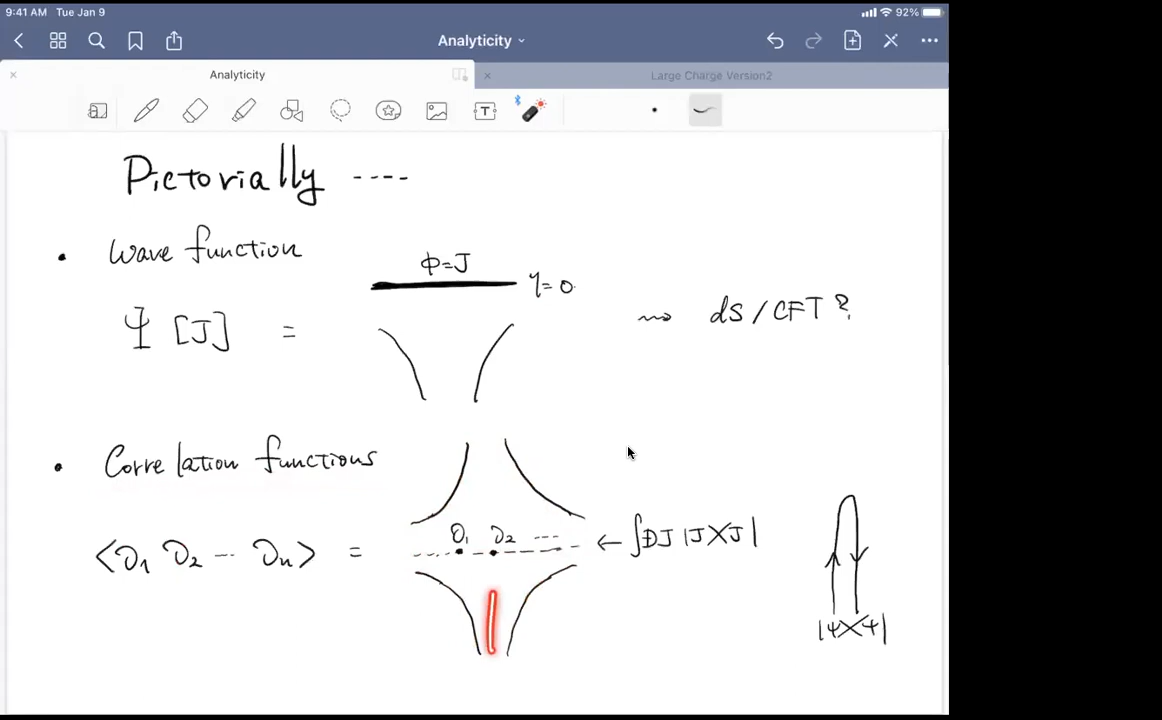 9:41 AM Tue Jan 9
92%
Analyticity
Analyticity
Large Charge Version2
Pictorially ----
• Wave function
Φ=J
η=0
Ψ [J] =
dS/CFT?
• Correlation functions
O₁ O₂ ---
<O₁ O₂ -- Oₙ> =
← ∫DJ |J><J|
|Ψ><Ψ|